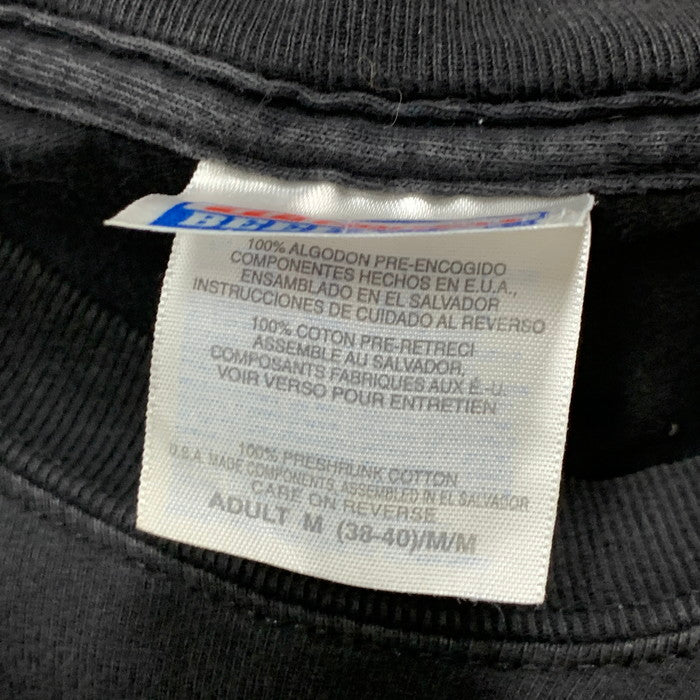 100% ALGODON PRE-ENCOGIDO
COMPONENTES HECHOS EN E.U.A.,
ENSAMBLADO EN EL SALVADOR
INSTRUCCIONES DE CUIDADO AL REVERSO
100% COTON PRE-RETRECI
ASSEMBLE AU SALVADOR.
COMPOSANTS FABRIQUES AUX É.-U.
VOIR VERSO POUR ENTRETIEN
100% PRESHRUNK COTTON
U.S.A. MADE COMPONENTS, ASSEMBLED IN EL SALVADOR
CARE ON REVERSE
ADULT M (38-40)/M/M